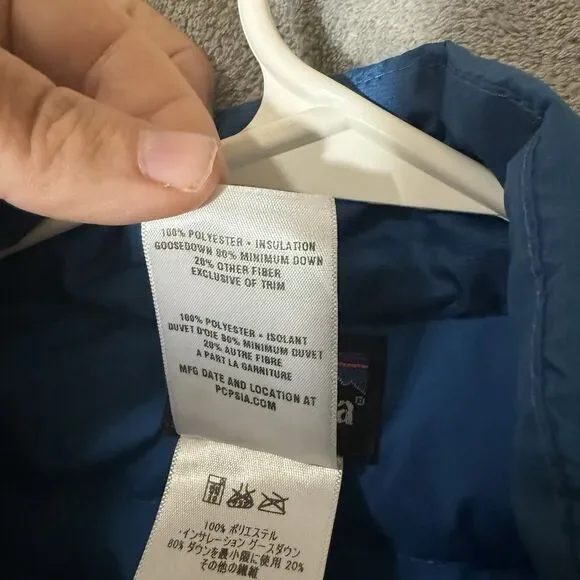 100% POLYESTER • INSULATION
GOOSEDOWN 80% MINIMUM DOWN
20% OTHER FIBER
EXCLUSIVE OF TRIM
100% POLYESTER • ISOLANT
DUVET D'OIE 80% MINIMUM DUVET
20% AUTRE FIBRE
A PART LA GARNITURE
MFG DATE AND LOCATION AT
PCPSIA.COM
a®
100% ポリエステル
·インサレーション グースダウン
80% ダウンを最小限に使用 20%
その他の繊維